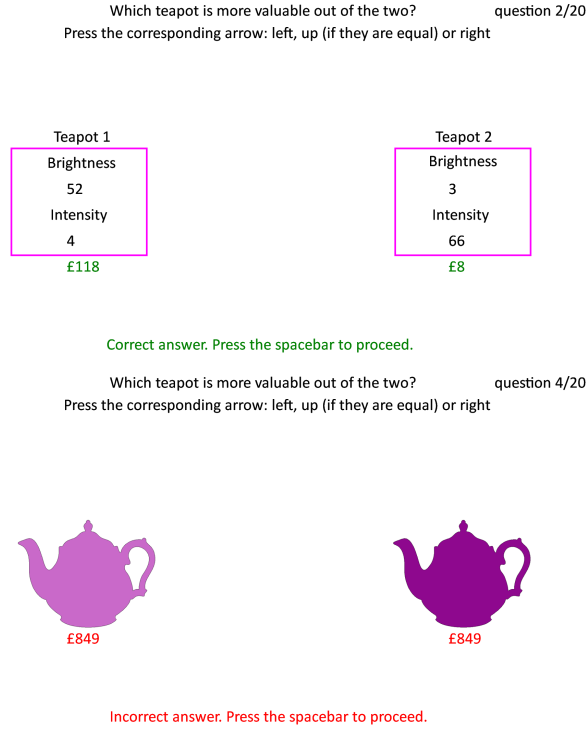 Which teapot is more valuable out of the two? question 2/20
Press the corresponding arrow: left, up (if they are equal) or right
Teapot 1 Teapot 2
Brightness Brightness
52 3
Intensity Intensity
4 66
£118 £8
Correct answer. Press the spacebar to proceed.
Which teapot is more valuable out of the two? question 4/20
Press the corresponding arrow: left, up (if they are equal) or right
£849 £849
Incorrect answer. Press the spacebar to proceed.